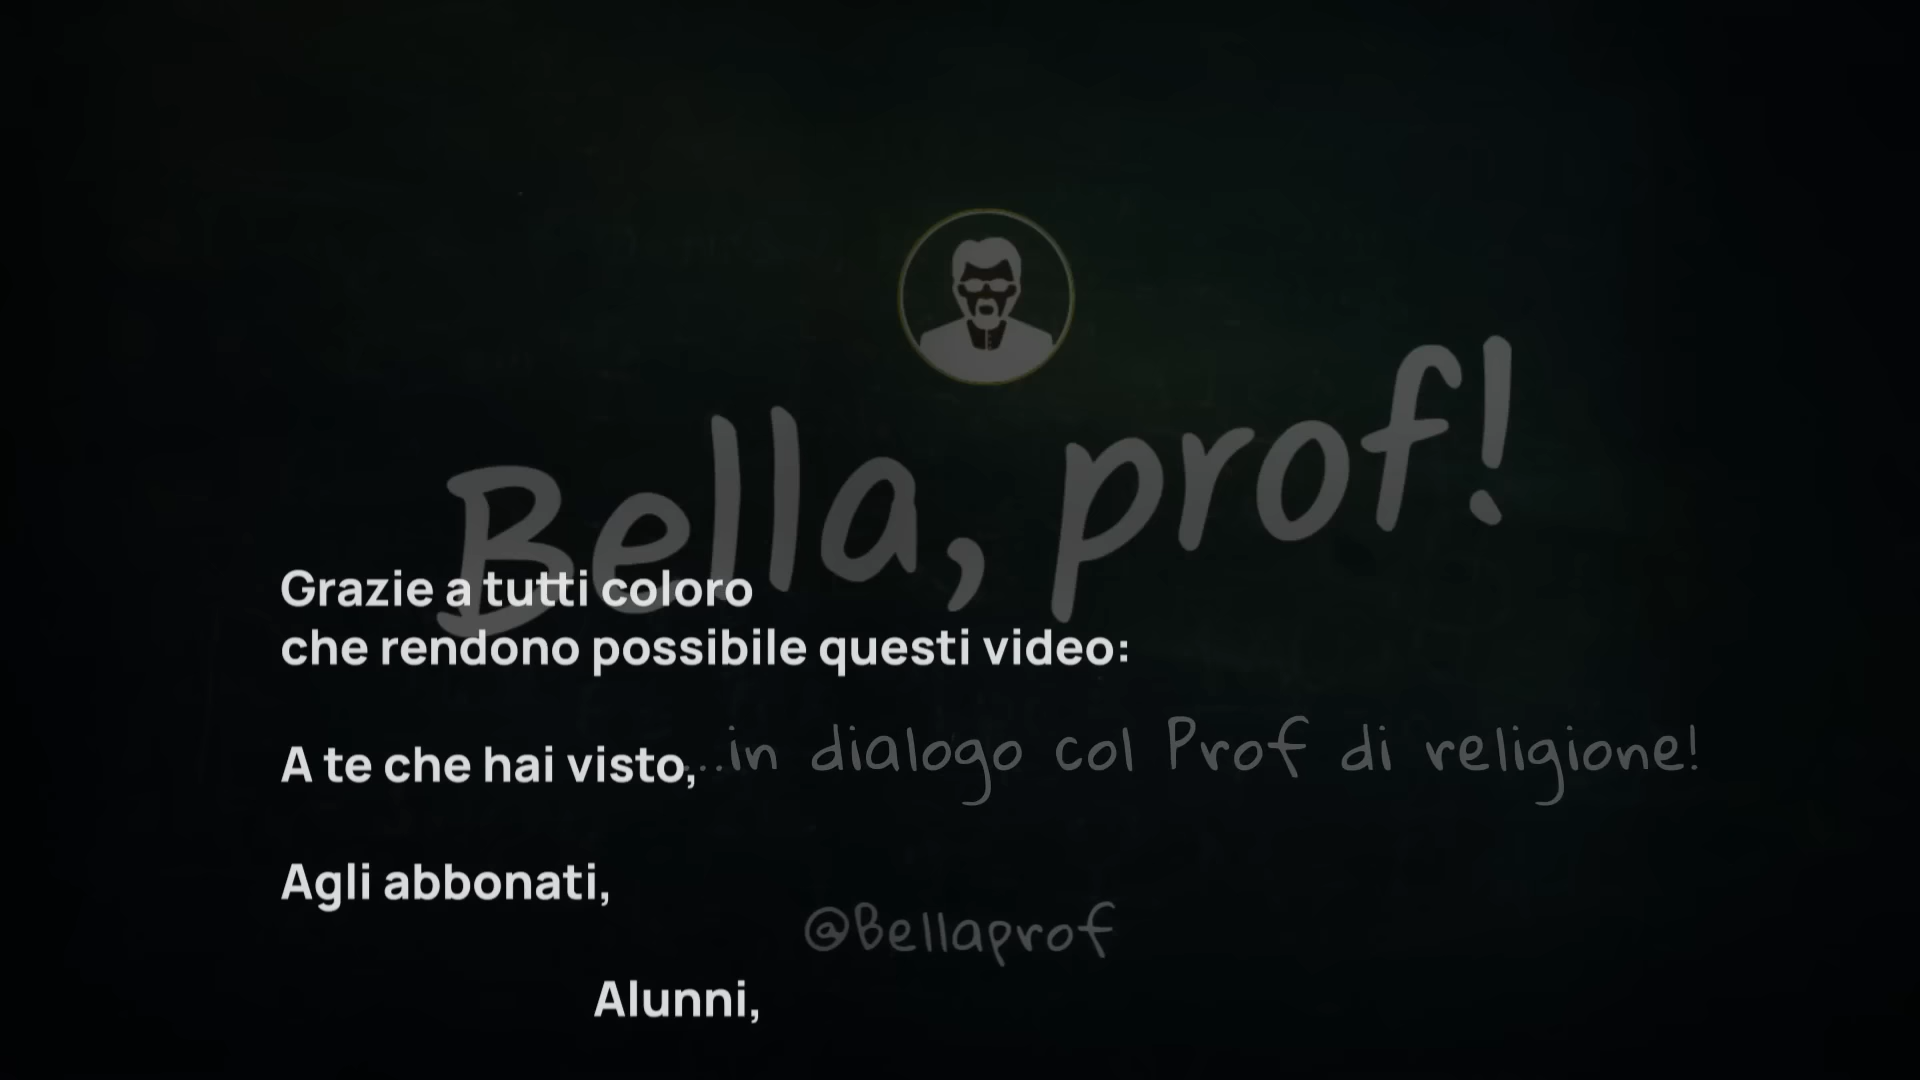 Bella, prof!
Grazie a tutti coloro
che rendono possibile questi video:
A te che hai visto,
...in dialogo col Prof di religione!
Agli abbonati,
@Bellaprof
Alunni,